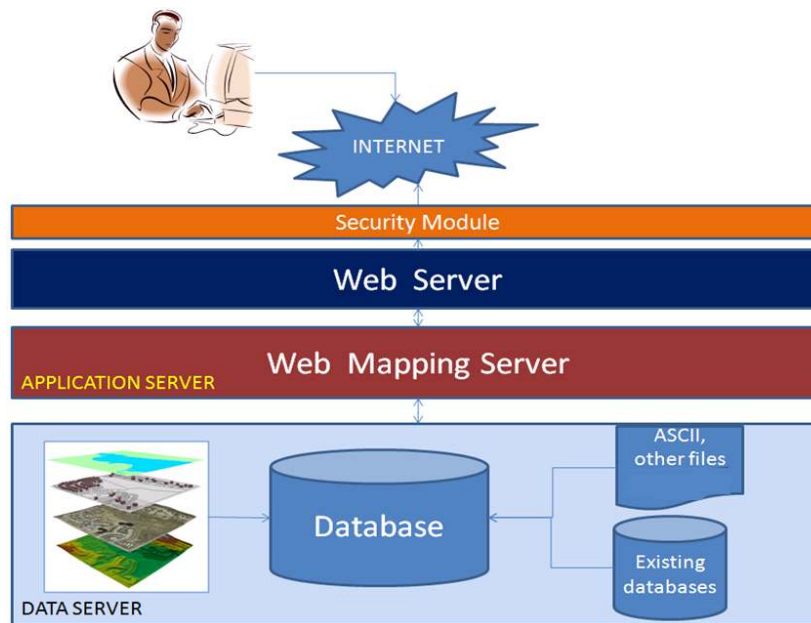 INTERNET
Security Module
Web Server
Web Mapping Server
APPLICATION SERVER
ASCII,
other files
Database
Existing
databases
DATA SERVER